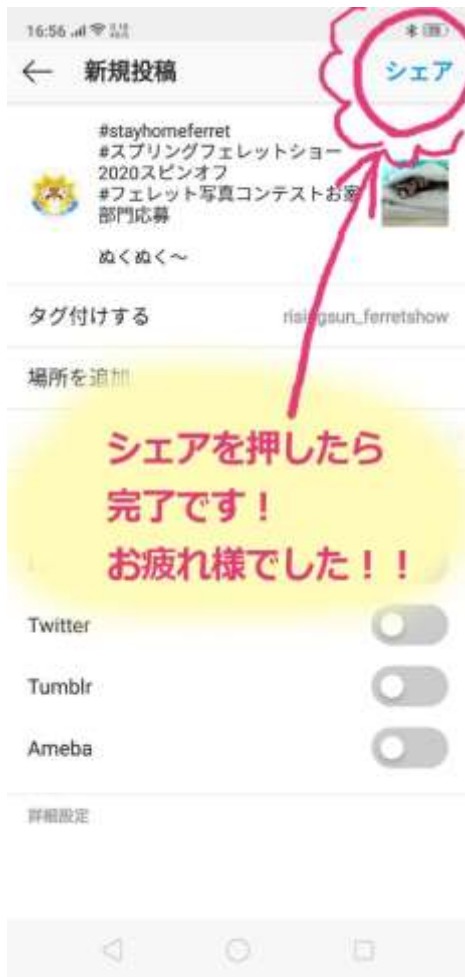 16:56
新規投稿
シェア
#stayhomeferret
#スプリングフェレットショー
2020スピンオフ
#フェレット写真コンテストお家
部門応募
ぬくぬく～
タグ付けする
risingsun_ferretshow
場所を追加
シェアを押したら
完了です！
お疲れ様でした！！
Twitter
Tumblr
Ameba
詳細設定